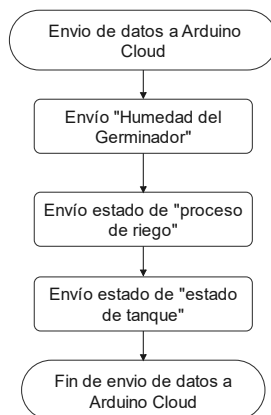 Envio de datos a Arduino
Cloud
Envío "Humedad del
Germinador"
Envío estado de "proceso
de riego"
Envío estado de "estado
de tanque"
Fin de envio de datos a
Arduino Cloud